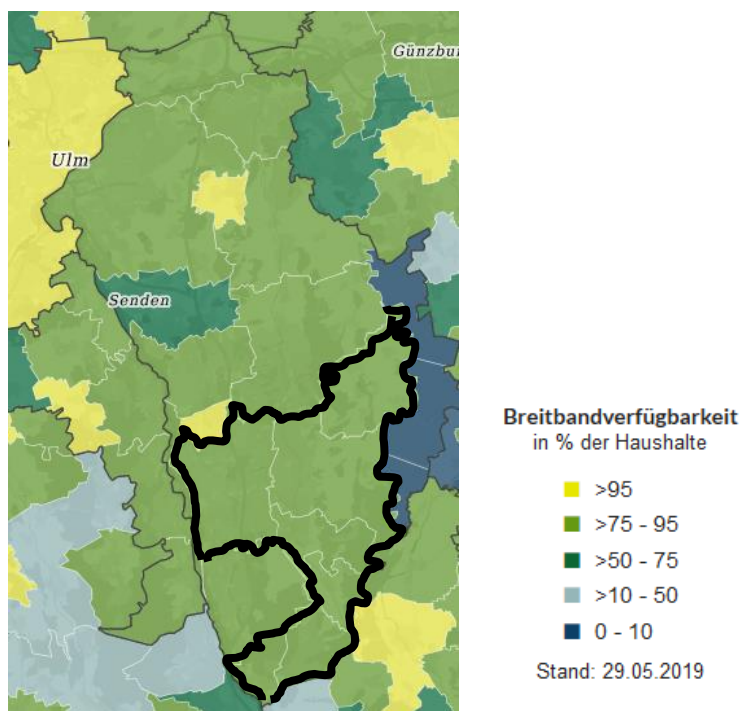 Günzbu
Ulm
Senden
Breitbandverfügbarkeit
in % der Haushalte
>95
>75 - 95
>50 - 75
>10 - 50
0 - 10
Stand: 29.05.2019